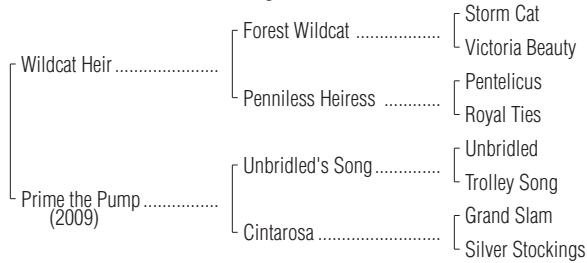 Storm Cat
Forest Wildcat ..................
Victoria Beauty
Wildcat Heir .....................
Pentelicus
Penniless Heiress ............
Royal Ties
Unbridled
Unbridled's Song..............
Trolley Song
Prime the Pump ...............
(2009)
Grand Slam
Cintarosa ..........................
Silver Stockings